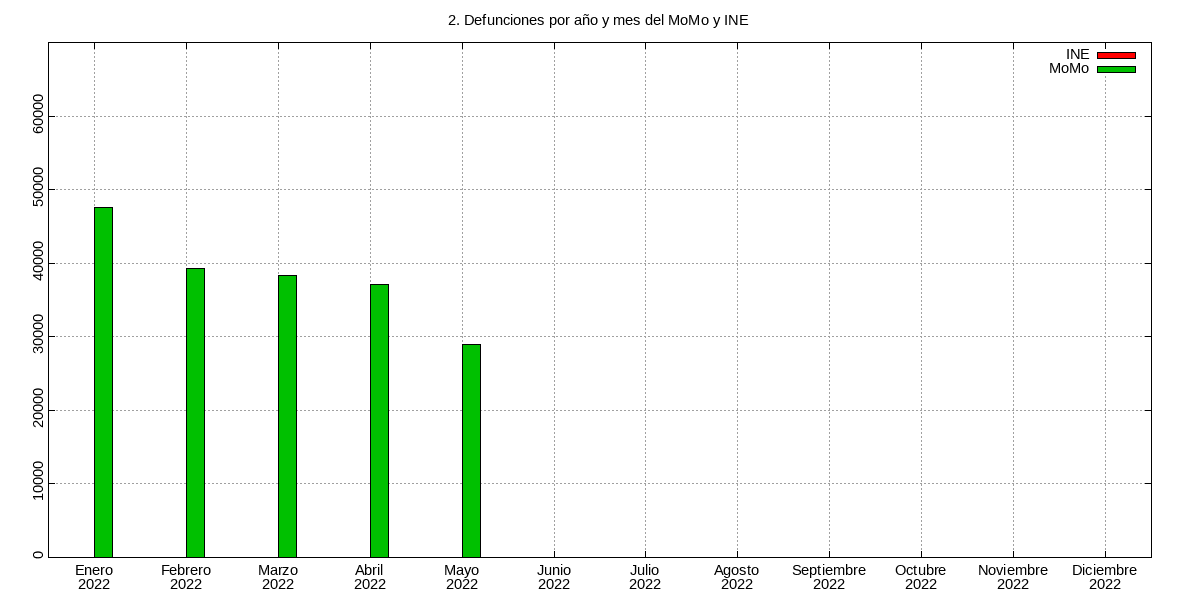 2. Defunciones por año y mes del MoMo y INE
INE
MoMo
60000
50000
40000
30000
20000
10000
0
Enero
2022
Febrero
2022
Marzo
2022
Abril
2022
Mayo
2022
Junio
2022
Julio
2022
Agosto
2022
Septiembre
2022
Octubre
2022
Noviembre
2022
Diciembre
2022